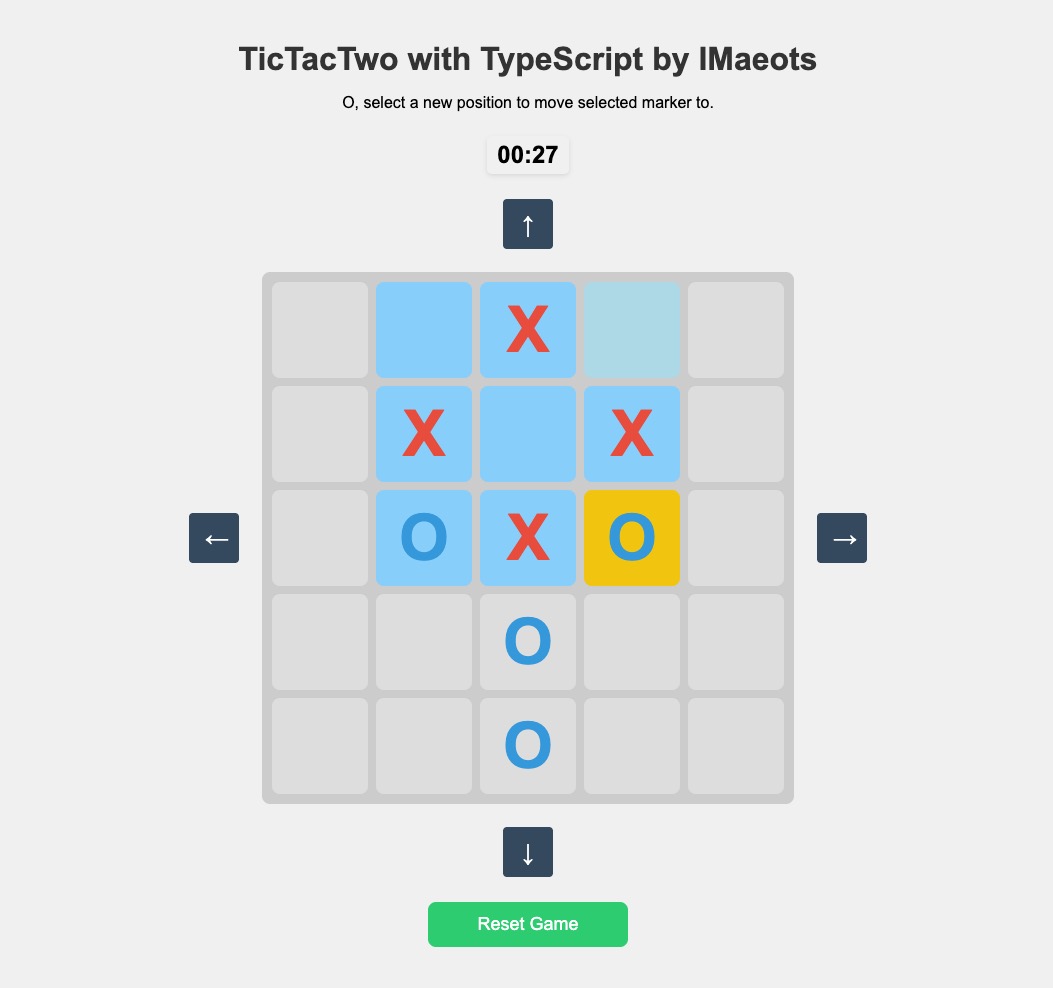 TicTacTwo with TypeScript by IMaeots
O, select a new position to move selected marker to.
00:27
↑
X
X X
← O X O →
O
O
↓
Reset Game